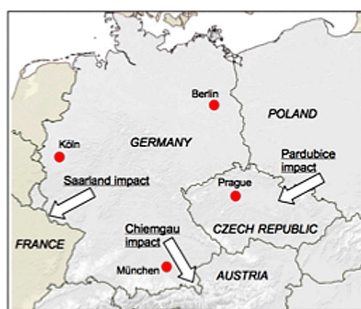 Berlin
POLAND
Köln
GERMANY
Pardubice
impact
Saarland impact
Prague
Chiemgau
impact
CZECH REPUBLIC
FRANCE
München
AUSTRIA